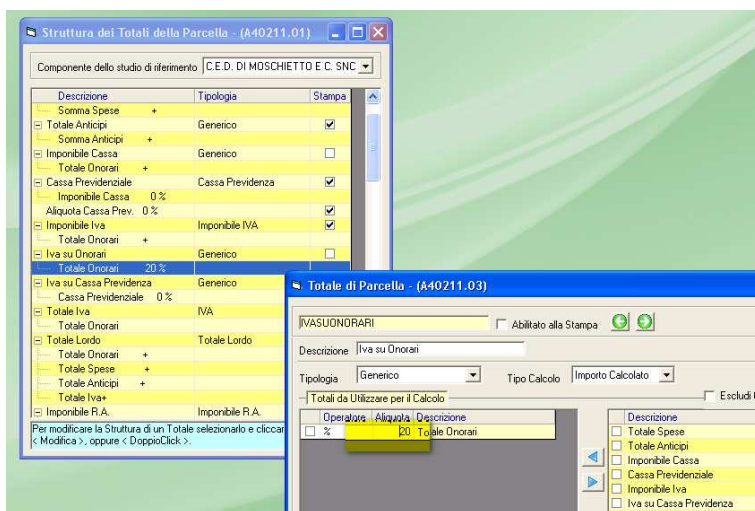 Struttura dei Totali della Parcella - (A40211.01)
Componente dello studio di riferimento C.E.D. DI MOSCHIETTO E C. SNC
Descrizione Tipologia Stampa
Somma Spese +
Totale Anticipi Generico
Somma Anticipi +
Imponibile Cassa Generico
Totale Onorari +
Cassa Previdenziale Cassa Previdenza
Imponibile Cassa 0 %
Aliquota Cassa Prev. 0 %
Imponibile Iva Imponibile IVA
Totale Onorari +
Iva su Onorari Generico
Totale Onorari 20 %
Iva su Cassa Previdenza Generico
Cassa Previdenziale 0 %
Totale Iva IVA
Totale Onorari
Totale Lordo Totale Lordo
Totale Onorari +
Totale Spese +
Totale Anticipi +
Totale Iva+
Imponibile R.A. Imponibile R.A.
Per modificare la Struttura di un Totale selezionarlo e cliccar
< Modifica >, oppure < DoppioClick >.
Totale di Parcella - (A40211.03)
IVASUONORARI Abilitato alla Stampa
Descrizione Iva su Onorari
Tipologia Generico Tipo Calcolo Importo Calcolato
Totali da Utilizzare per il Calcolo Escludi
Operatore Aliquota Descrizione
% 20 Totale Onorari
Descrizione
Totale Spese
Totale Anticipi
Imponibile Cassa
Cassa Previdenziale
Imponibile Iva
Iva su Cassa Previdenza